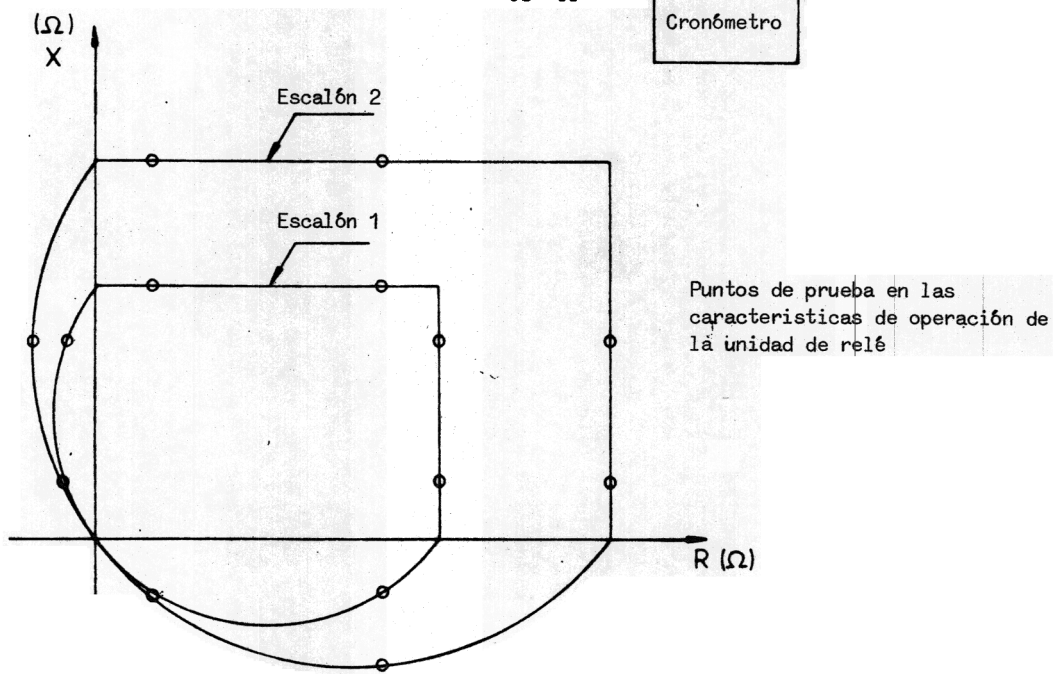 Cronómetro
(Ω)
X
Escalón 2
Escalón 1
Puntos de prueba en las
caracteristicas de operación de
la unidad de relé
R (Ω)